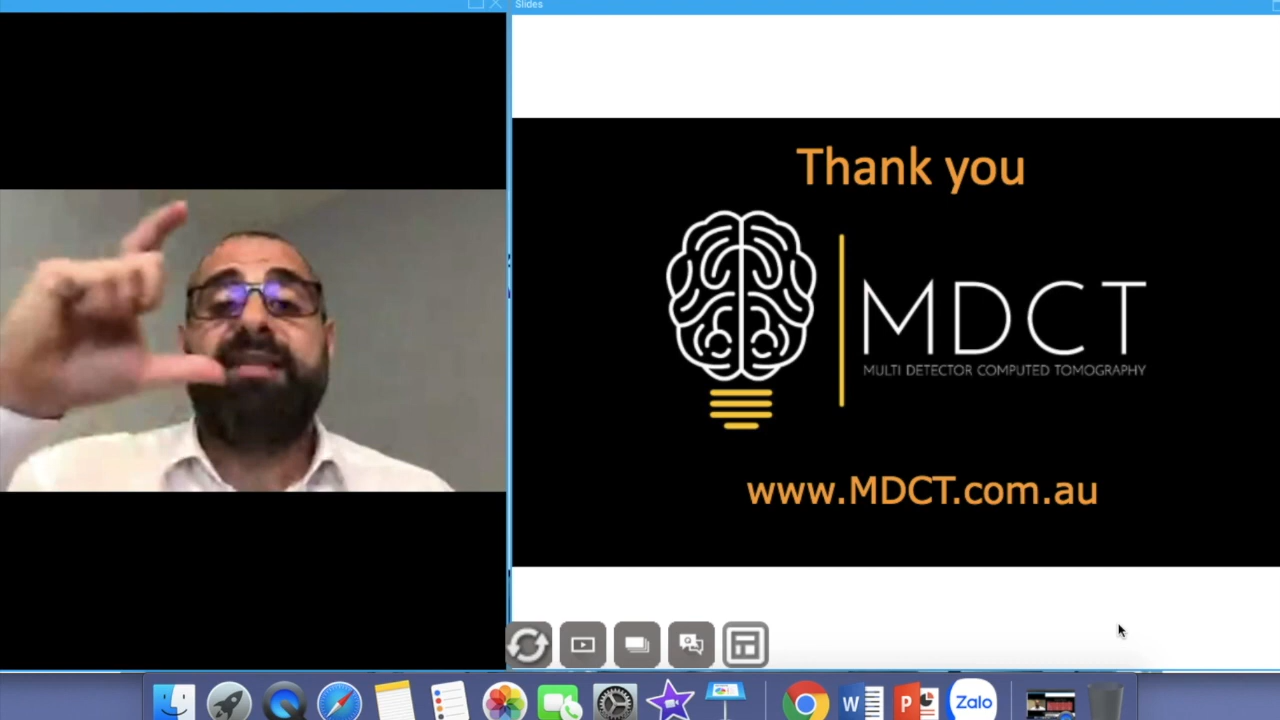 Slides
Thank you
MDCT
MULTI DETECTOR COMPUTED TOMOGRAPHY
www.MDCT.com.au
W
P
Zalo